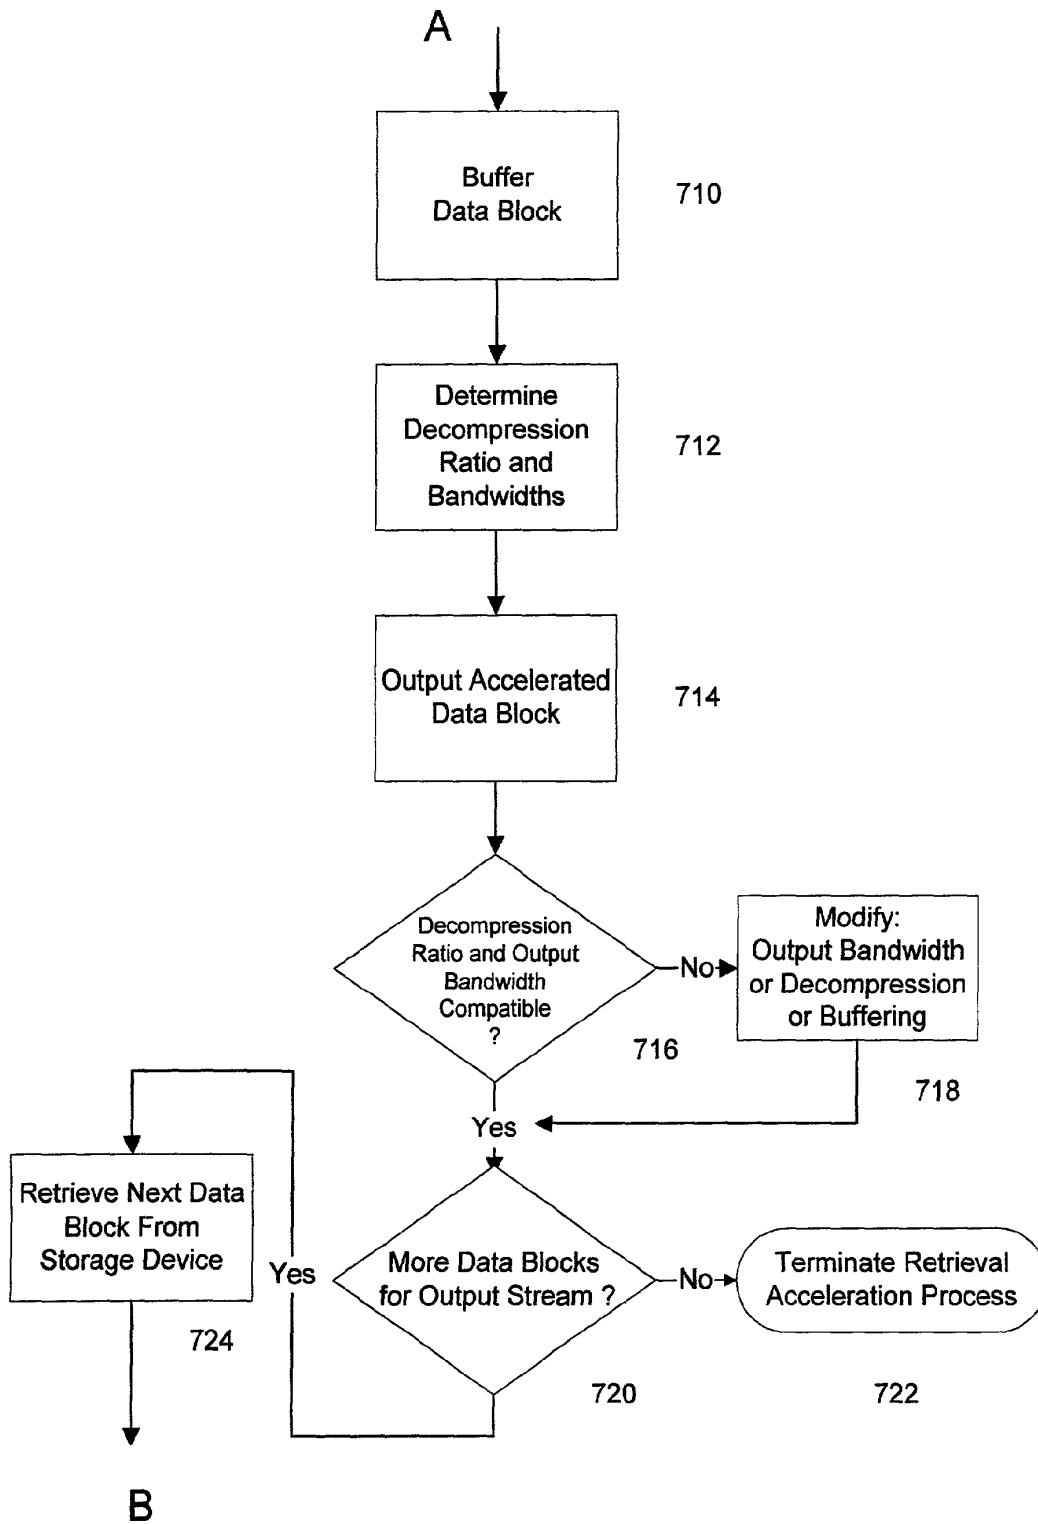 A
Buffer
Data Block
710
Determine
Decompression
Ratio and
Bandwidths
712
Output Accelerated
Data Block
714
Decompression
Ratio and Output
Bandwidth
Compatible
?
716
No
Modify:
Output Bandwidth
or Decompression
or Buffering
718
Yes
More Data Blocks
for Output Stream ?
720
No
Terminate Retrieval
Acceleration Process
722
Yes
Retrieve Next Data
Block From
Storage Device
724
B